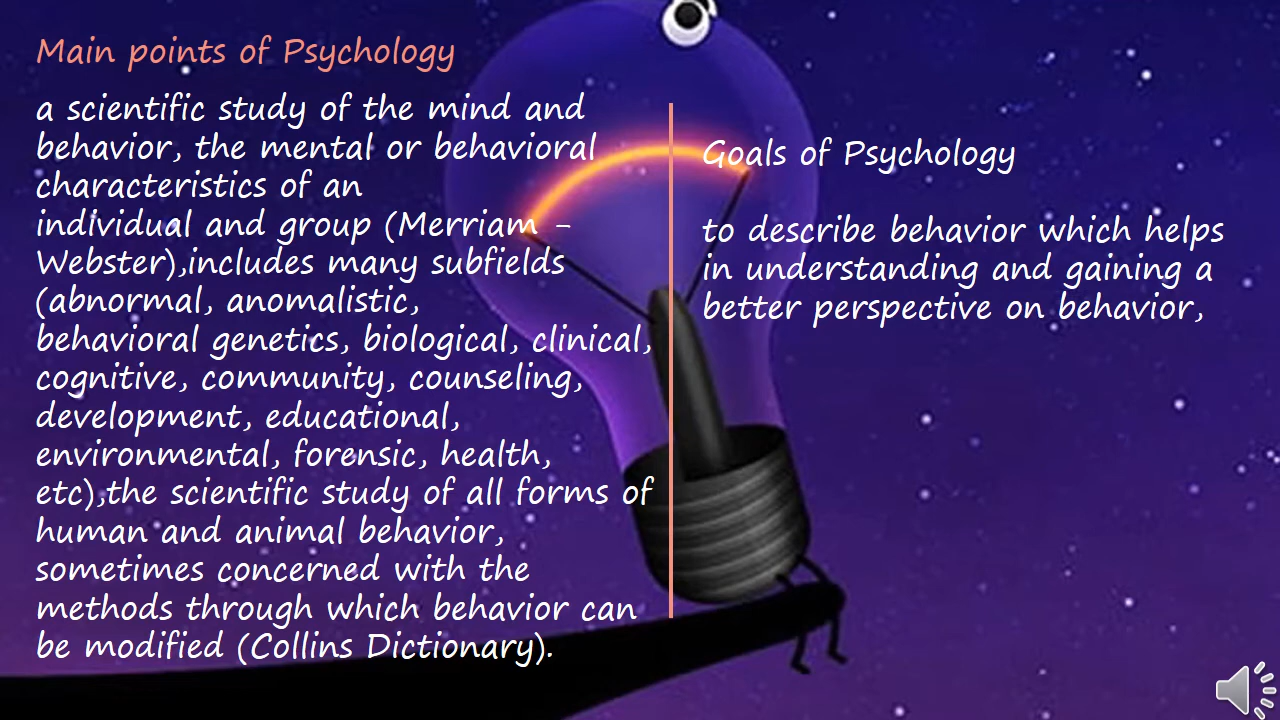 Main points of Psychology
a scientific study of the mind and
behavior, the mental or behavioral
characteristics of an
individual and group (Merriam -
Webster),includes many subfields
(abnormal, anomalistic,
behavioral genetics, biological, clinical,
cognitive, community, counseling,
development, educational,
environmental, forensic, health,
etc),the scientific study of all forms of
human and animal behavior,
sometimes concerned with the
methods through which behavior can
be modified (Collins Dictionary).
Goals of Psychology
to describe behavior which helps
in understanding and gaining a
better perspective on behavior,